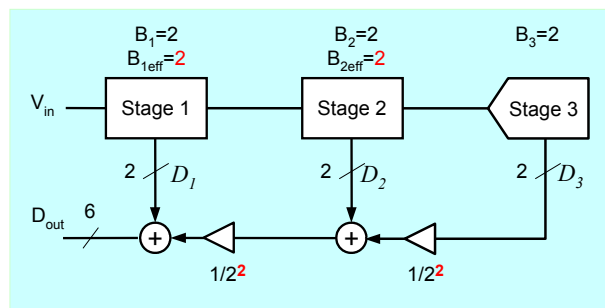 B1=2 B2=2 B3=2
B1eff=2 B2eff=2
Vin Stage 1 Stage 2 Stage 3
2 D1 2 D2 2 D3
Dout 6 + +
1/2² 1/2²